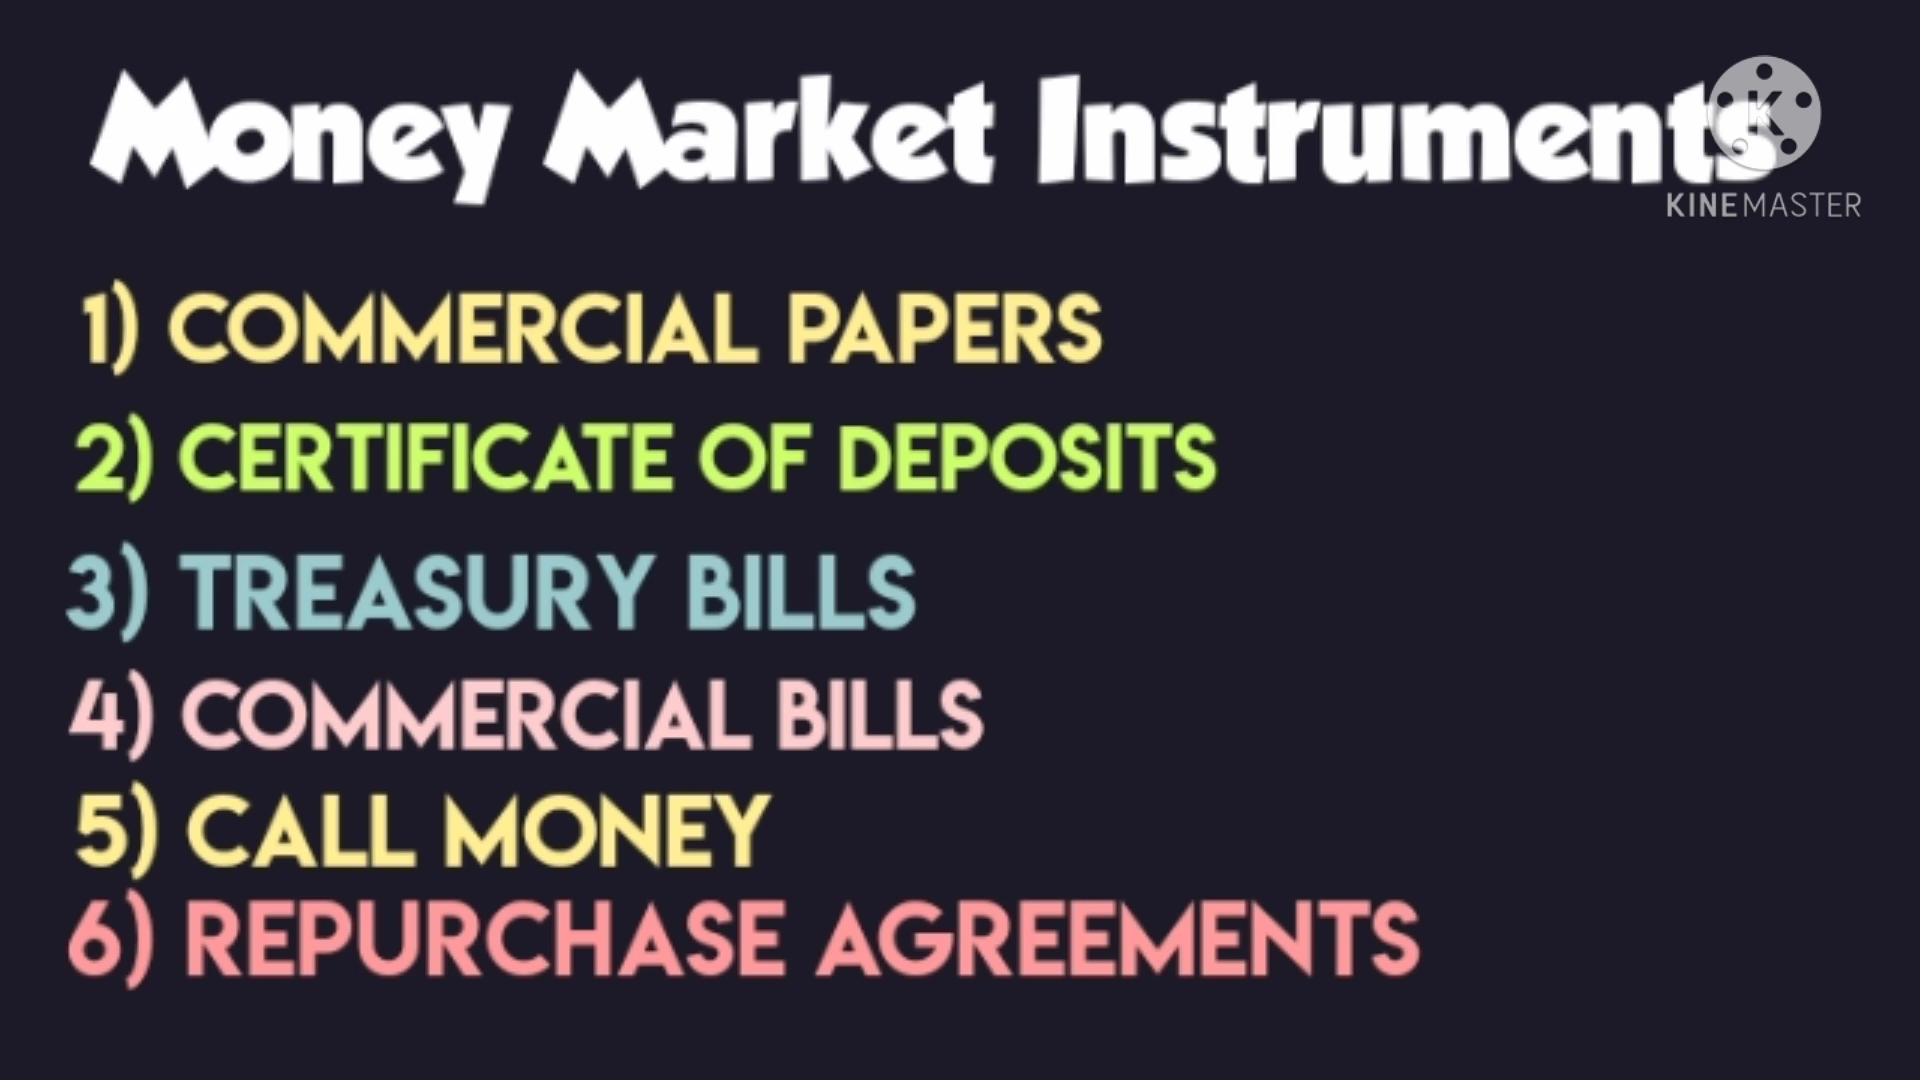 Money Market Instruments
KINEMASTER
1) COMMERCIAL PAPERS
2) CERTIFICATE OF DEPOSITS
3) TREASURY BILLS
4) COMMERCIAL BILLS
5) CALL MONEY
6) REPURCHASE AGREEMENTS